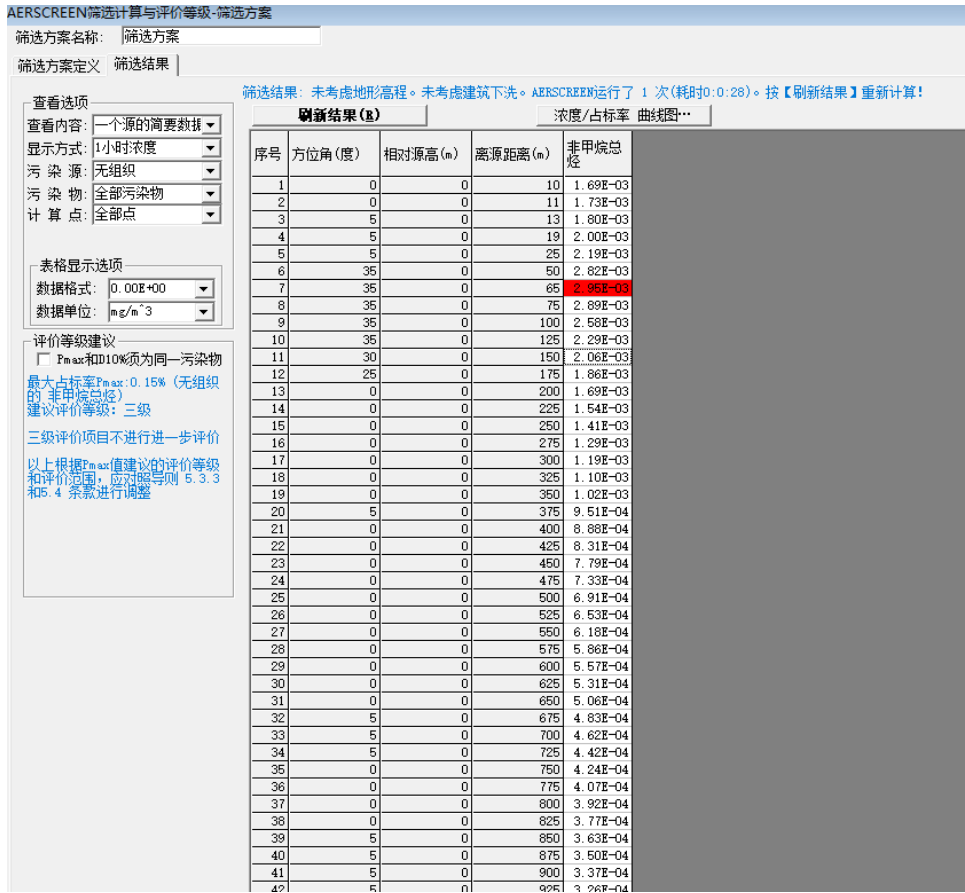 AERSCREEN筛选计算与评价等级-筛选方案
筛选方案名称: 筛选方案
筛选方案定义 筛选结果
筛选结果: 未考虑地形高程。未考虑建筑下洗。AERSCREEN运行了 1 次(耗时0:0:28)。按【刷新结果】重新计算!
刷新结果(R) 浓度/占标率 曲线图…
查看选项
查看内容: 一个源的简要数据
显示方式: 1小时浓度
污 染 源: 无组织
污 染 物: 全部污染物
计 算 点: 全部点
表格显示选项
数据格式: 0.00E+00
数据单位: mg/m^3
评价等级建议
Pmax和D10%须为同一污染物
最大占标率Pmax:0.15% (无组织
的 非甲烷总烃)
建议评价等级: 三级
三级评价项目不进行进一步评价
以上根据Pmax值建议的评价等级
和评价范围, 应对照导则 5.3.3
和5.4 条款进行调整
序号 方位角(度) 相对源高(m) 离源距离(m) 非甲烷总烃
1 0 0 10 1.69E-03
2 0 0 11 1.73E-03
3 5 0 13 1.80E-03
4 5 0 19 2.00E-03
5 5 0 25 2.19E-03
6 35 0 50 2.82E-03
7 35 0 65 2.95E-03
8 35 0 75 2.89E-03
9 35 0 100 2.58E-03
10 35 0 125 2.29E-03
11 30 0 150 2.06E-03
12 25 0 175 1.86E-03
13 0 0 200 1.69E-03
14 0 0 225 1.54E-03
15 0 0 250 1.41E-03
16 0 0 275 1.29E-03
17 0 0 300 1.19E-03
18 0 0 325 1.10E-03
19 0 0 350 1.02E-03
20 5 0 375 9.51E-04
21 0 0 400 8.88E-04
22 0 0 425 8.31E-04
23 0 0 450 7.79E-04
24 0 0 475 7.33E-04
25 0 0 500 6.91E-04
26 0 0 525 6.53E-04
27 0 0 550 6.18E-04
28 0 0 575 5.86E-04
29 0 0 600 5.57E-04
30 0 0 625 5.31E-04
31 0 0 650 5.06E-04
32 5 0 675 4.83E-04
33 5 0 700 4.62E-04
34 5 0 725 4.42E-04
35 0 0 750 4.24E-04
36 0 0 775 4.07E-04
37 0 0 800 3.92E-04
38 0 0 825 3.77E-04
39 5 0 850 3.63E-04
40 5 0 875 3.50E-04
41 5 0 900 3.37E-04
42 5 0 925 3.26E-04